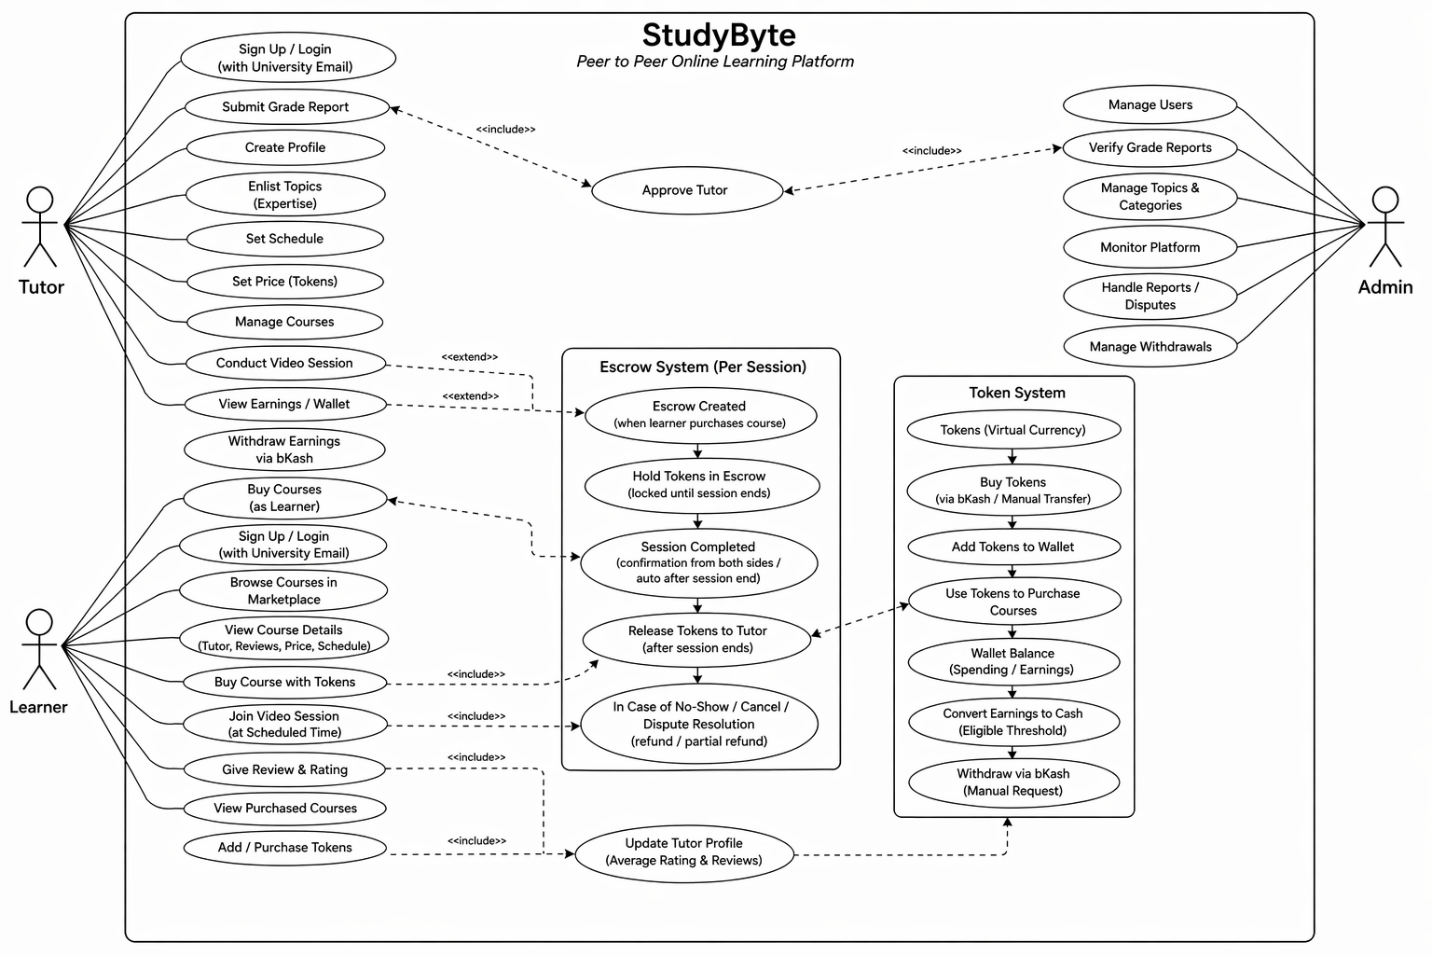 StudyByte
Peer to Peer Online Learning Platform
Tutor
Sign Up / Login
(with University Email)
Submit Grade Report
Create Profile
Enlist Topics
(Expertise)
Set Schedule
Set Price (Tokens)
Manage Courses
Conduct Video Session
View Earnings / Wallet
Withdraw Earnings
via bKash
Buy Courses
(as Learner)
Learner
Sign Up / Login
(with University Email)
Browse Courses in
Marketplace
View Course Details
(Tutor, Reviews, Price, Schedule)
Buy Course with Tokens
Join Video Session
(at Scheduled Time)
Give Review & Rating
View Purchased Courses
Add / Purchase Tokens
<<include>>
<<include>>
Approve Tutor
<<extend>>
<<extend>>
<<include>>
<<include>>
<<include>>
<<include>>
Escrow System (Per Session)
Escrow Created
(when learner purchases course)
Hold Tokens in Escrow
(locked until session ends)
Session Completed
(confirmation from both sides /
auto after session end)
Release Tokens to Tutor
(after session ends)
In Case of No-Show / Cancel /
Dispute Resolution
(refund / partial refund)
Update Tutor Profile
(Average Rating & Reviews)
Admin
Manage Users
Verify Grade Reports
Manage Topics &
Categories
Monitor Platform
Handle Reports /
Disputes
Manage Withdrawals
Token System
Tokens (Virtual Currency)
Buy Tokens
(via bKash / Manual Transfer)
Add Tokens to Wallet
Use Tokens to Purchase
Courses
Wallet Balance
(Spending / Earnings)
Convert Earnings to Cash
(Eligible Threshold)
Withdraw via bKash
(Manual Request)